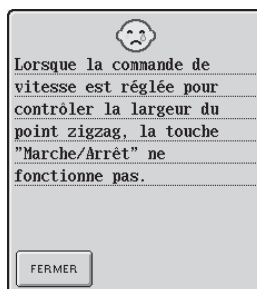 Lorsque la commande de
vitesse est réglée pour
contrôler la largeur du
point zigzag, la touche
"Marche/Arrêt" ne
fonctionne pas.
FERMER